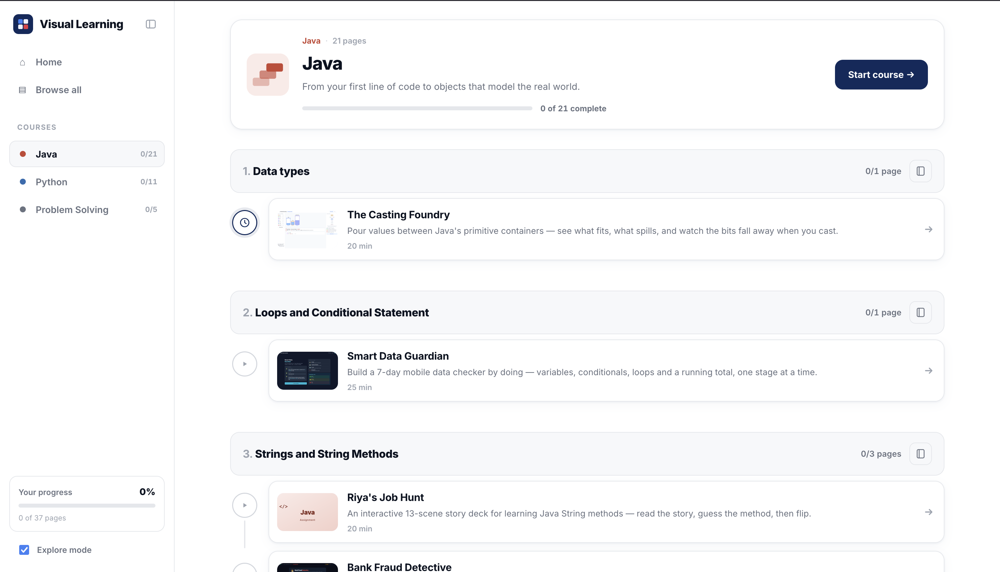 Visual Learning
Home
Browse all
COURSES
Java 0/21
Python 0/11
Problem Solving 0/5
Your progress 0%
0 of 37 pages
Explore mode
Java · 21 pages
Java
From your first line of code to objects that model the real world.
0 of 21 complete
Start course →
1. Data types 0/1 page
The Casting Foundry
Pour values between Java's primitive containers — see what fits, what spills, and watch the bits fall away when you cast.
20 min
2. Loops and Conditional Statement 0/1 page
Smart Data
Guardian
Smart Data Guardian
Build a 7-day mobile data checker by doing — variables, conditionals, loops and a running total, one stage at a time.
25 min
3. Strings and String Methods 0/3 pages
</>
Java
Assignment
Riya's Job Hunt
An interactive 13-scene story deck for learning Java String methods — read the story, guess the method, then flip.
20 min
Bank Fraud Detective
Bank Fraud Detective